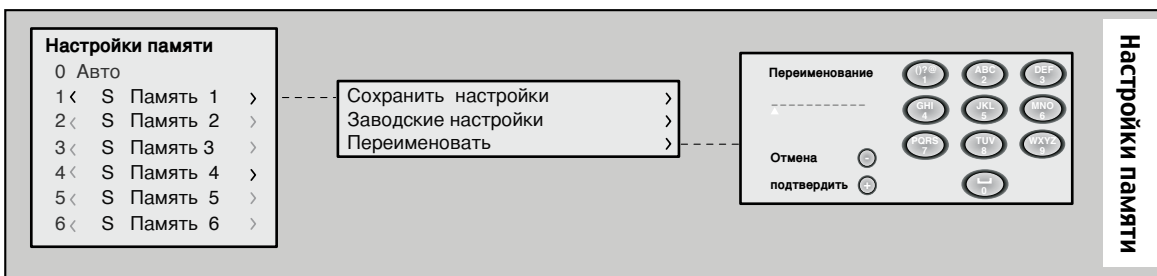 Настройки памяти
0 Авто
1 < S Память 1 >
2 < S Память 2 >
3 < S Память 3 >
4 < S Память 4 >
5 < S Память 5 >
6 < S Память 6 >
Сохранить настройки >
Заводские настройки >
Переименовать >
Переименование
()?@ 1
ABC 2
DEF 3
GHI 4
JKL 5
MNO 6
PQRS 7
TUV 8
WXYZ 9
0
Отмена -
подтвердить +
Настройки памяти